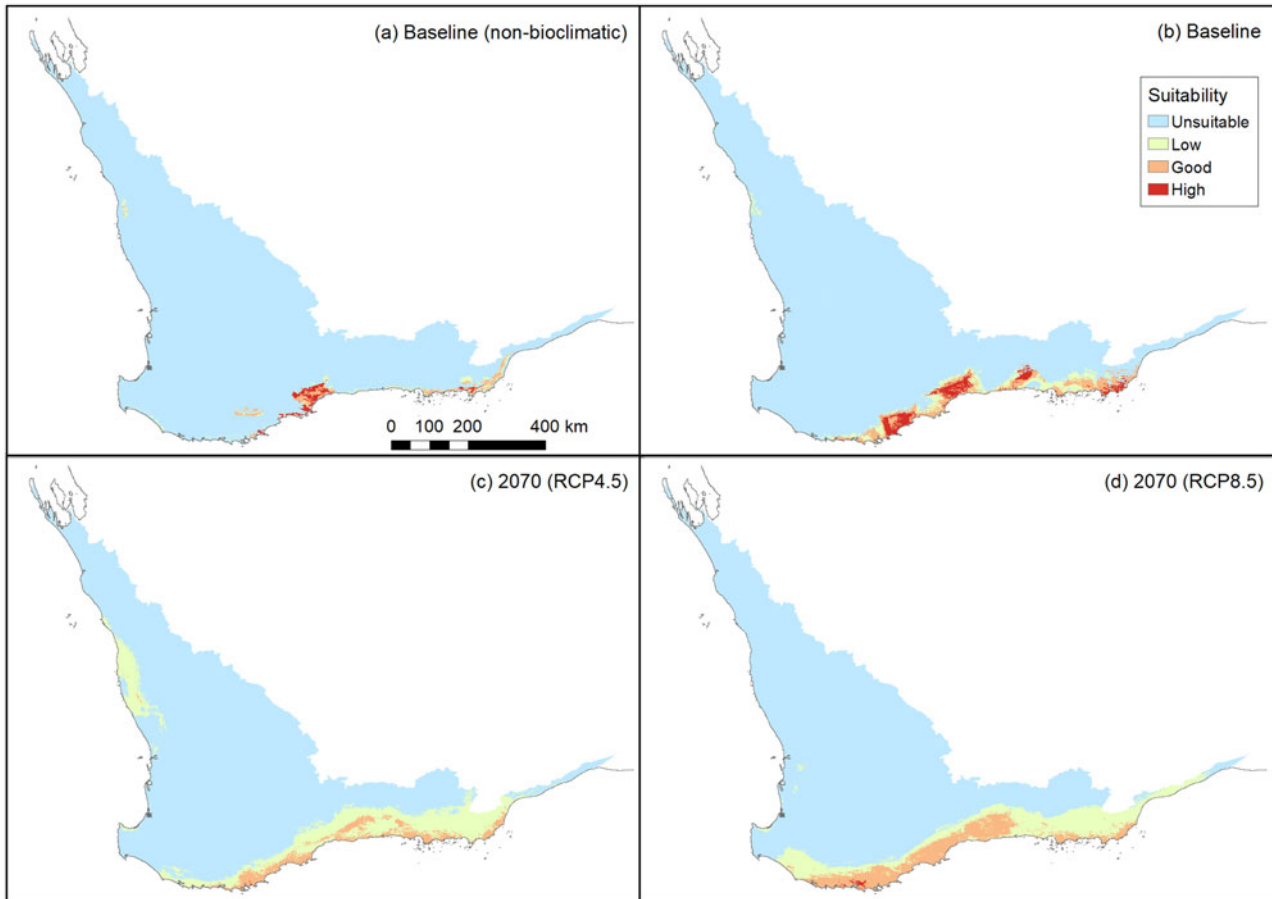 (a) Baseline (non-bioclimatic)
(b) Baseline
Suitability
Unsuitable
Low
Good
High
0 100 200 400 km
(c) 2070 (RCP4.5)
(d) 2070 (RCP8.5)